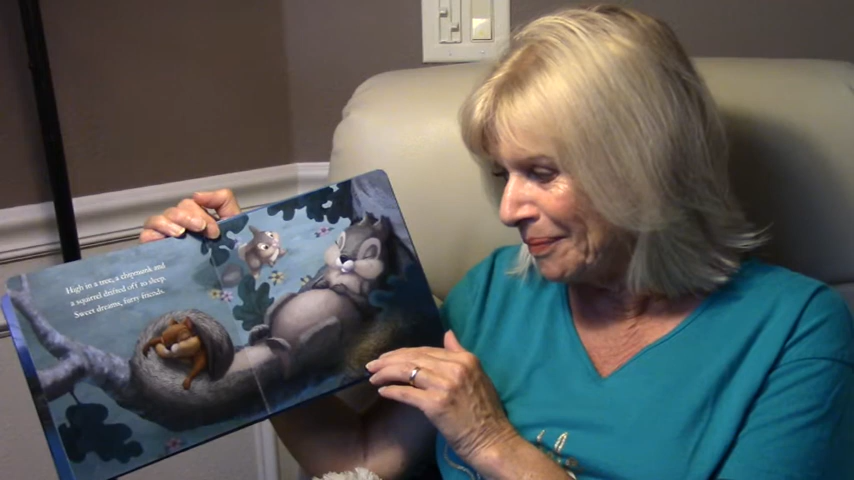 High in a tree, a chipmunk and
a squirrel drifted off to sleep.
Sweet dreams, furry friends.